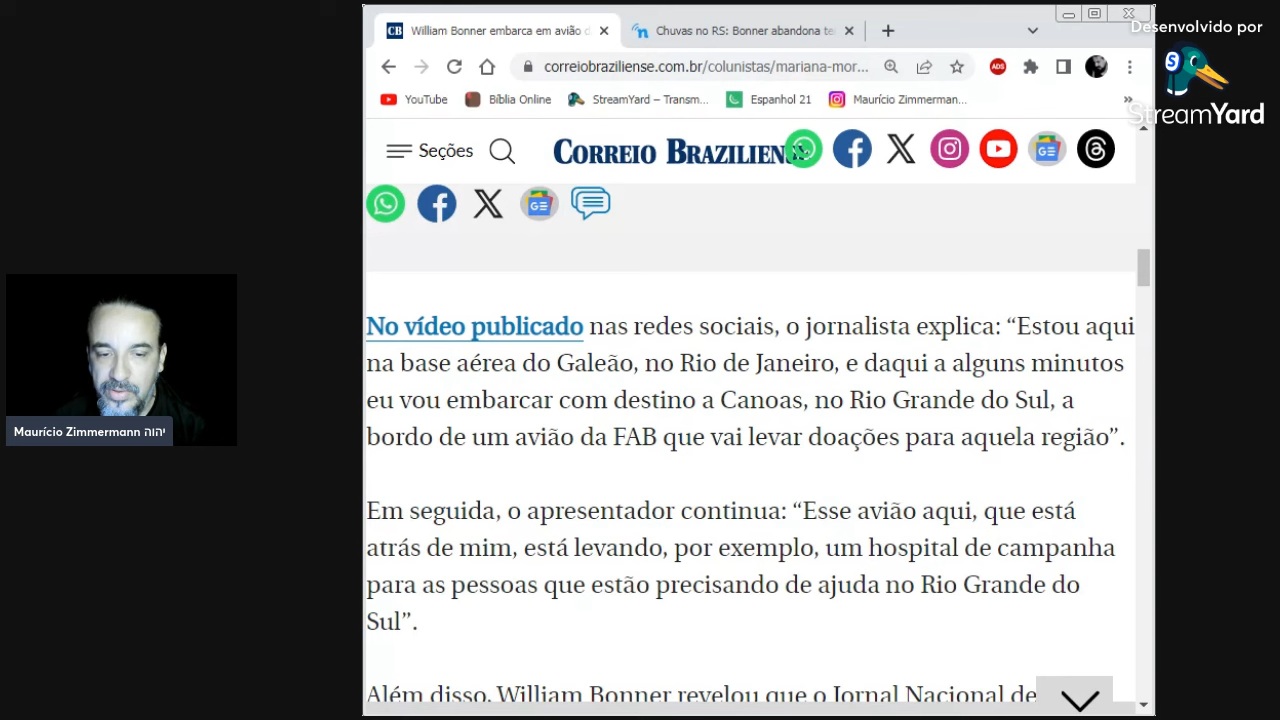 William Bonner embarca em avião d
Chuvas no RS: Bonner abandona te
Desenvolvido por
StreamYard
correiobraziliense.com.br/colunistas/mariana-mor...
ADS
YouTube
Bíblia Online
StreamYard – Transm...
Espanhol 21
Maurício Zimmerman...
»
Seções
CORREIO BRAZILIENS
No vídeo publicado nas redes sociais, o jornalista explica: “Estou aqui
na base aérea do Galeão, no Rio de Janeiro, e daqui a alguns minutos
eu vou embarcar com destino a Canoas, no Rio Grande do Sul, a
bordo de um avião da FAB que vai levar doações para aquela região”.
Em seguida, o apresentador continua: “Esse avião aqui, que está
atrás de mim, está levando, por exemplo, um hospital de campanha
para as pessoas que estão precisando de ajuda no Rio Grande do
Sul”.
Além disso, William Bonner revelou que o Jornal Nacional de
Maurício Zimmermann יהוה